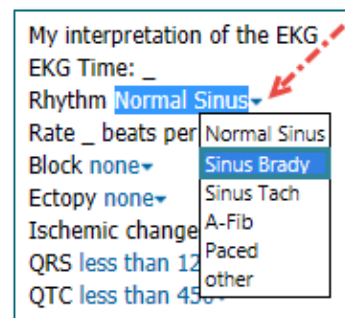 My interpretation of the EKG
EKG Time: _
Rhythm Normal Sinus
Rate _ beats per
Block none
Ectopy none
Ischemic change
QRS less than 12
QTC less than 45
Normal Sinus
Sinus Brady
Sinus Tach
A-Fib
Paced
other